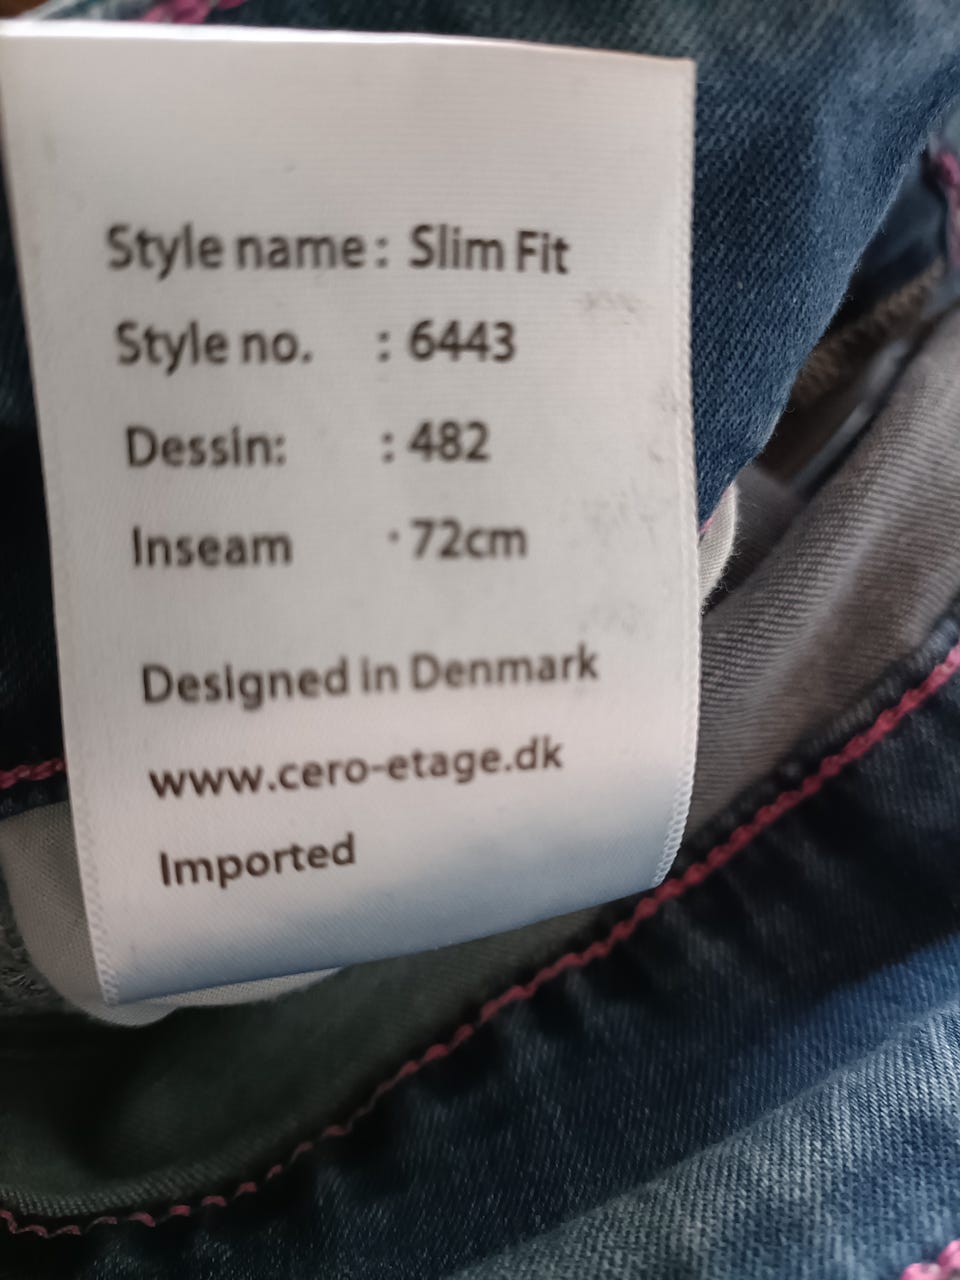 Style name : Slim Fit
Style no. : 6443
Dessin: : 482
Inseam · 72cm
Designed in Denmark
www.cero-etage.dk
Imported